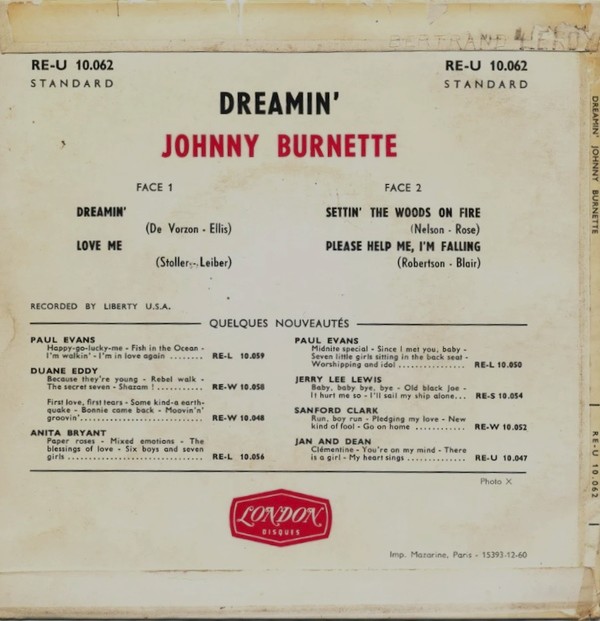 BERTRAND LEROY
RE-U 10.062
STANDARD
RE-U 10.062
STANDARD
DREAMIN'
JOHNNY BURNETTE
FACE 1
DREAMIN'
(De Vorzon - Ellis)
LOVE ME
(Stoller - Leiber)
FACE 2
SETTIN' THE WOODS ON FIRE
(Nelson - Rose)
PLEASE HELP ME, I'M FALLING
(Robertson - Blair)
RECORDED BY LIBERTY U.S.A.
QUELQUES NOUVEAUTÉS
PAUL EVANS
Happy-go-lucky-me - Fish in the Ocean -
I'm walkin' - I'm in love again ........ RE-L 10.059
DUANE EDDY
Because they're young - Rebel walk -
The secret seven - Shazam ! ............ RE-W 10.058
First love, first tears - Some kind-a earth-
quake - Bonnie came back - Moovin'n'
groovin'.............................. RE-W 10.048
ANITA BRYANT
Paper roses - Mixed emotions - The
blessings of love - Six boys and seven
girls ................................. RE-L 10.056
PAUL EVANS
Midnite special - Since I met you, baby -
Seven little girls sitting in the back seat -
Worshipping and idol .................. RE-L 10.050
JERRY LEE LEWIS
Baby, baby bye, bye - Old black Joe -
It hurt me so - I'll sail my ship alone... RE-S 10.054
SANFORD CLARK
Run, boy run - Pledging my love - New
kind of fool - Go on home ............. RE-W 10.052
JAN AND DEAN
Clémentine - You're on my mind - There
is a girl - My heart sings ............. RE-U 10.047
Photo X
LONDON
DISQUES
Imp. Mazarine, Paris - 15393-12-60
DREAMIN' JOHNNY BURNETTE
RE-U 10.062